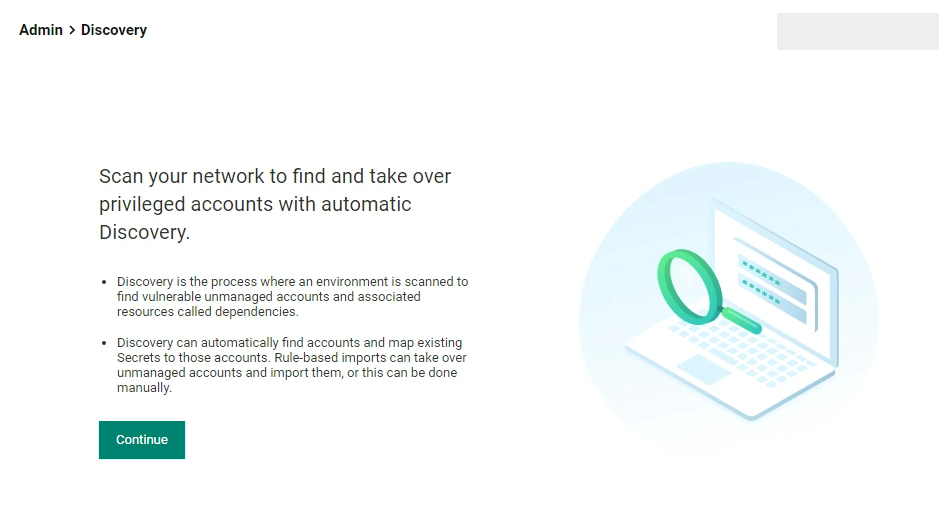 Admin > Discovery
Scan your network to find and take over
privileged accounts with automatic
Discovery.
• Discovery is the process where an environment is scanned to
find vulnerable unmanaged accounts and associated
resources called dependencies.
• Discovery can automatically find accounts and map existing
Secrets to those accounts. Rule-based imports can take over
unmanaged accounts and import them, or this can be done
manually.
Continue